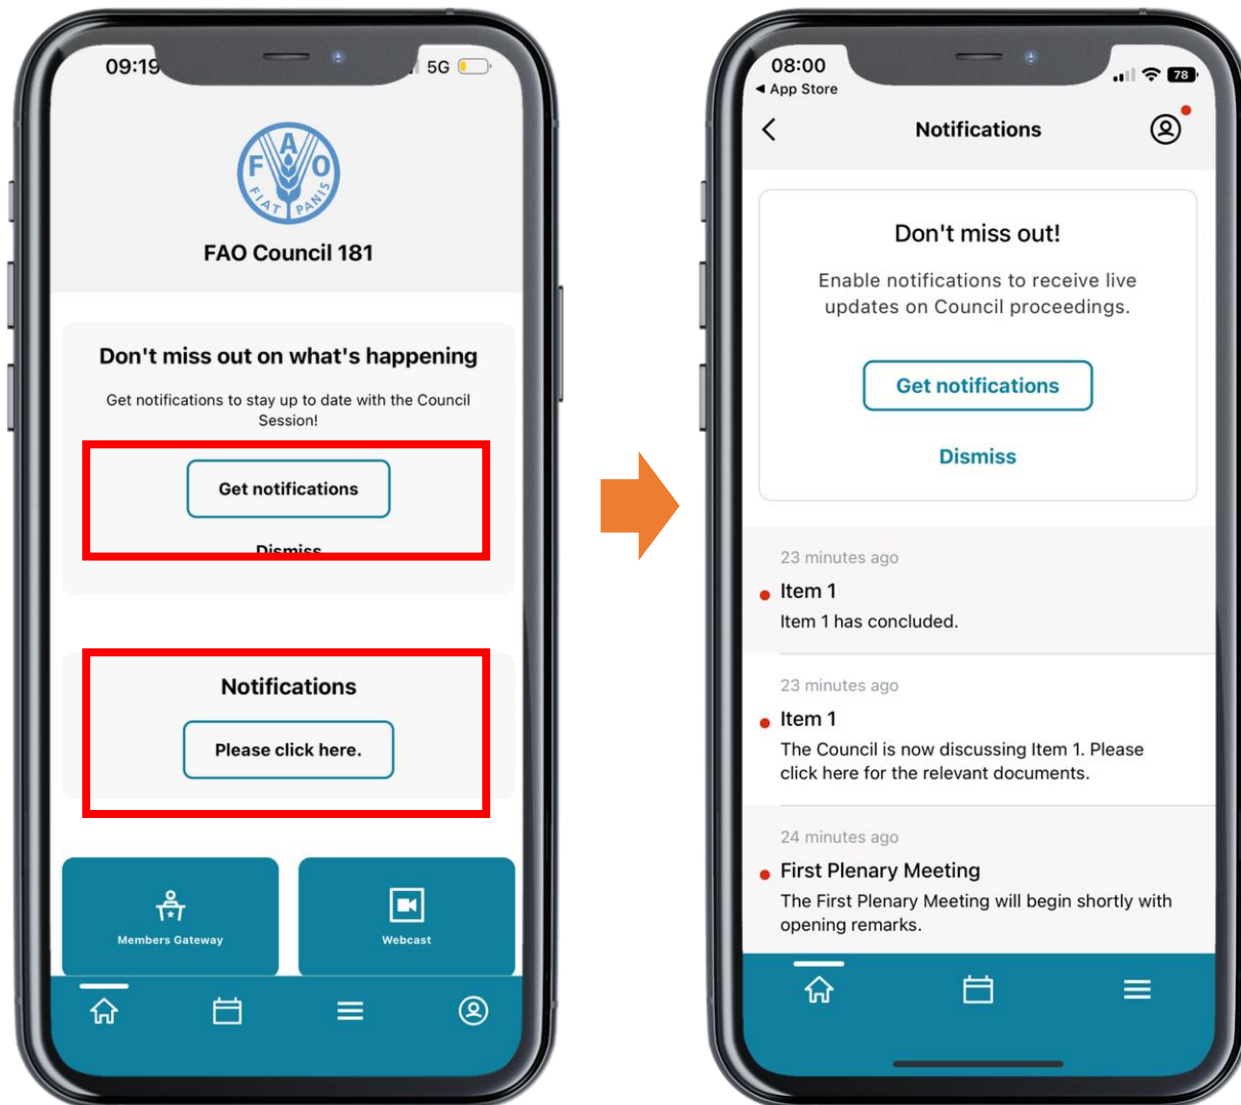 09:19
5G
F A O
FIAT PANIS
FAO Council 181
Don't miss out on what's happening
Get notifications to stay up to date with the Council
Session!
Get notifications
Dismiss
Notifications
Please click here.
Members Gateway
Webcast
08:00
78
◀ App Store
Notifications
Don't miss out!
Enable notifications to receive live
updates on Council proceedings.
Get notifications
Dismiss
23 minutes ago
Item 1
Item 1 has concluded.
23 minutes ago
Item 1
The Council is now discussing Item 1. Please
click here for the relevant documents.
24 minutes ago
First Plenary Meeting
The First Plenary Meeting will begin shortly with
opening remarks.